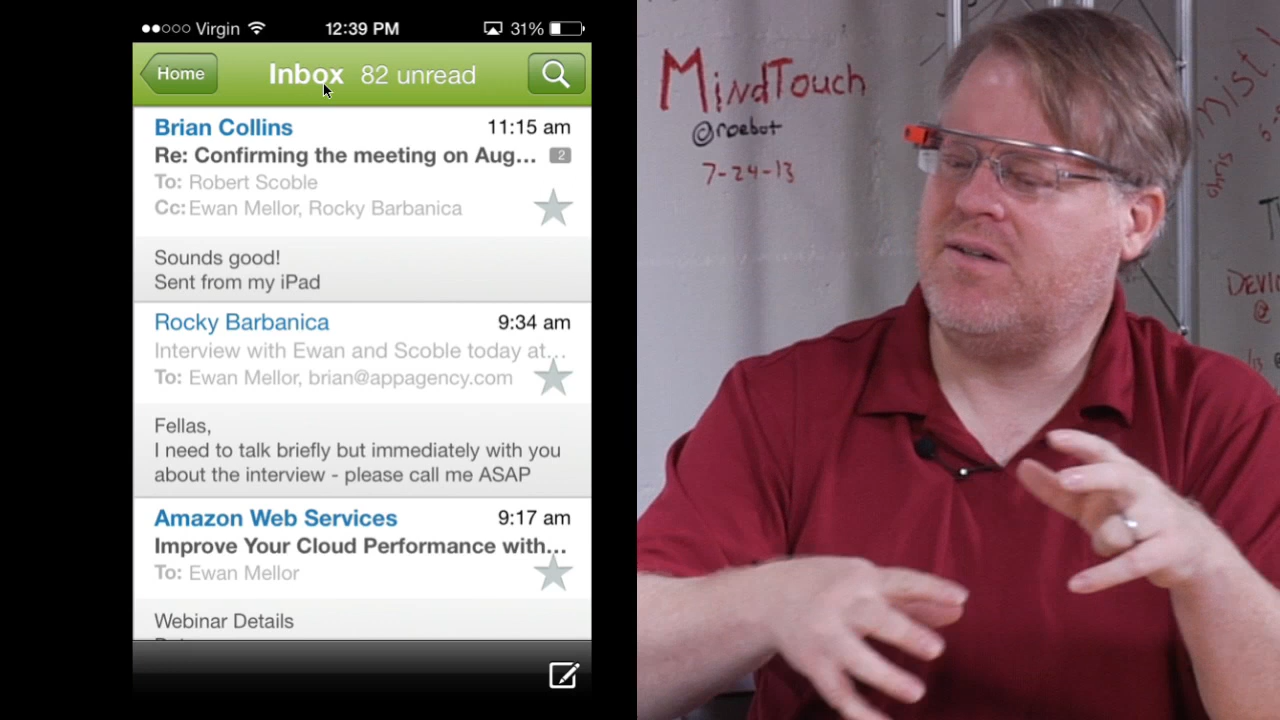 Virgin 12:39 PM 31%
Home Inbox 82 unread
Brian Collins 11:15 am
Re: Confirming the meeting on Aug... 2
To: Robert Scoble
Cc: Ewan Mellor, Rocky Barbanica
Sounds good!
Sent from my iPad
Rocky Barbanica 9:34 am
Interview with Ewan and Scoble today at...
To: Ewan Mellor, brian@appagency.com
Fellas,
I need to talk briefly but immediately with you
about the interview - please call me ASAP
Amazon Web Services 9:17 am
Improve Your Cloud Performance with...
To: Ewan Mellor
Webinar Details
MindTouch
@roebot
7-24-13
chris